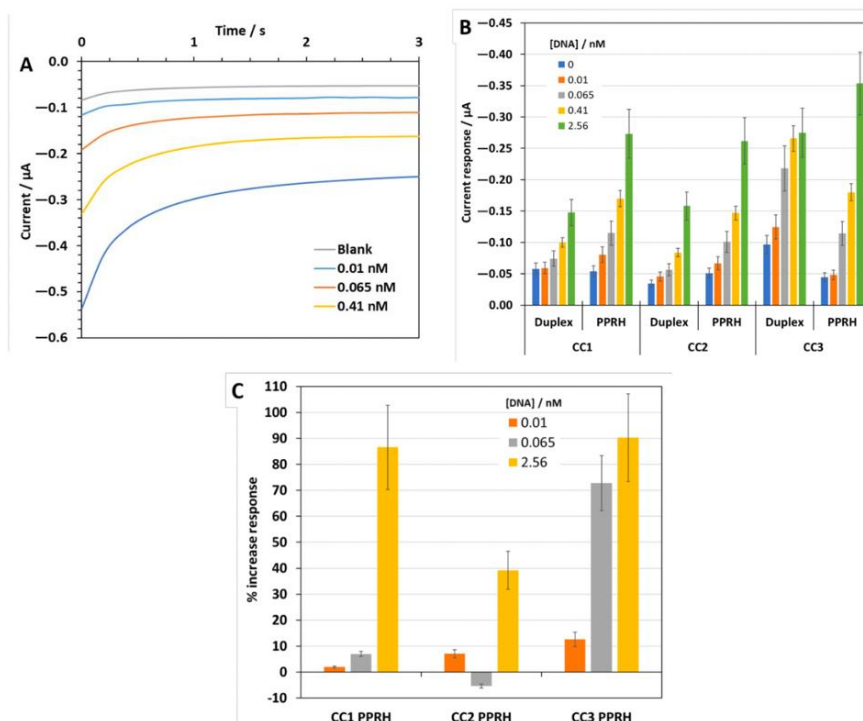 Time / s
0 1 2 3
A
0.0
−0.1
−0.2
−0.3
−0.4
−0.5
−0.6
Current / µA
Blank
0.01 nM
0.065 nM
0.41 nM
B
−0.45
−0.40
−0.35
−0.30
−0.25
−0.20
−0.15
−0.10
−0.05
0.00
Current response / µA
[DNA] / nM
0
0.01
0.065
0.41
2.56
Duplex PPRH Duplex PPRH Duplex PPRH
CC1 CC2 CC3
C
110
100
90
80
70
60
50
40
30
20
10
0
-10
% increase response
[DNA] / nM
0.01
0.065
2.56
CC1 PPRH CC2 PPRH CC3 PPRH